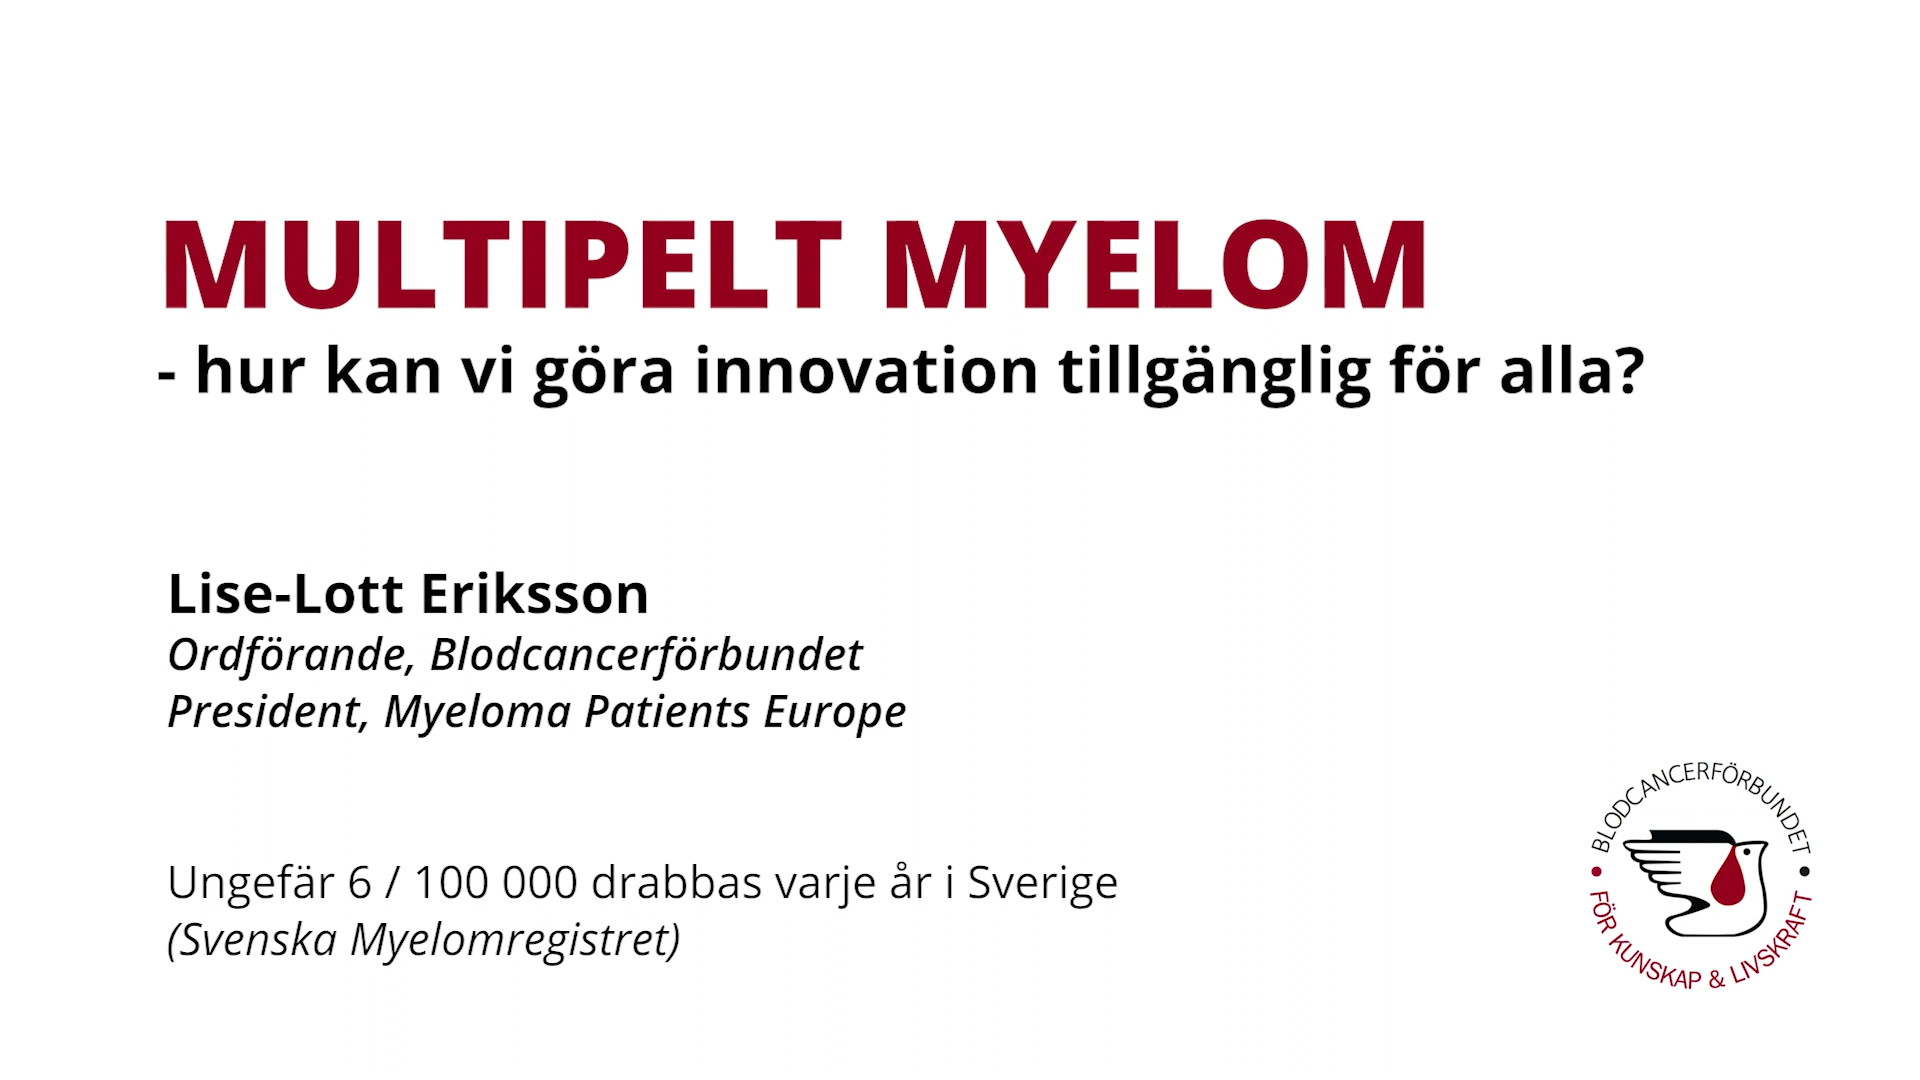 MULTIPELT MYELOM
- hur kan vi göra innovation tillgänglig för alla?
Lise-Lott Eriksson
Ordförande, Blodcancerförbundet
President, Myeloma Patients Europe
Ungefär 6 / 100 000 drabbas varje år i Sverige
(Svenska Myelomregistret)
BLODCANCERFÖRBUNDET
FÖR KUNSKAP & LIVSKRAFT